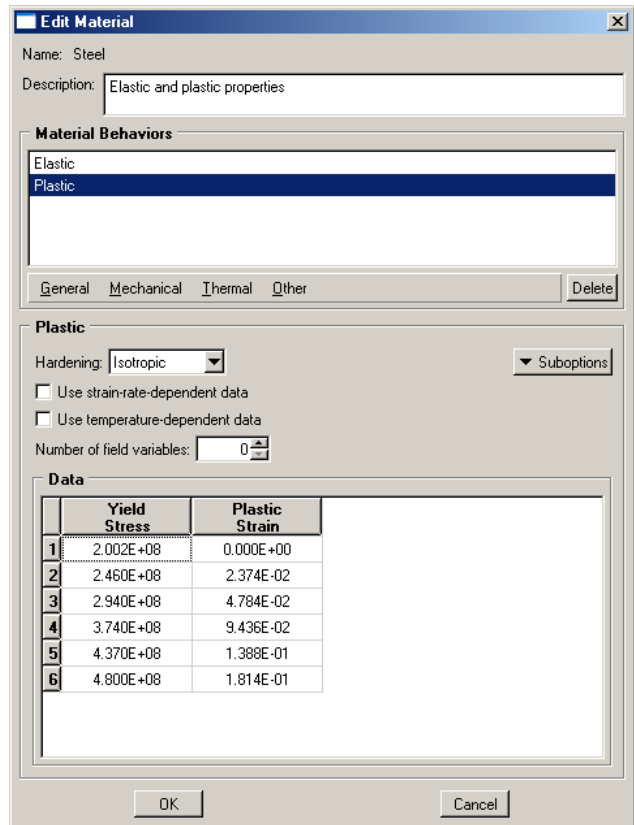 Edit Material
Name: Steel
Description: Elastic and plastic properties
Material Behaviors
Elastic
Plastic
General Mechanical Thermal Other Delete
Plastic
Hardening: Isotropic Suboptions
Use strain-rate-dependent data
Use temperature-dependent data
Number of field variables: 0
Data
Yield Plastic
Stress Strain
1 2.002E+08 0.000E+00
2 2.460E+08 2.374E-02
3 2.940E+08 4.784E-02
4 3.740E+08 9.436E-02
5 4.370E+08 1.388E-01
6 4.800E+08 1.814E-01
OK Cancel